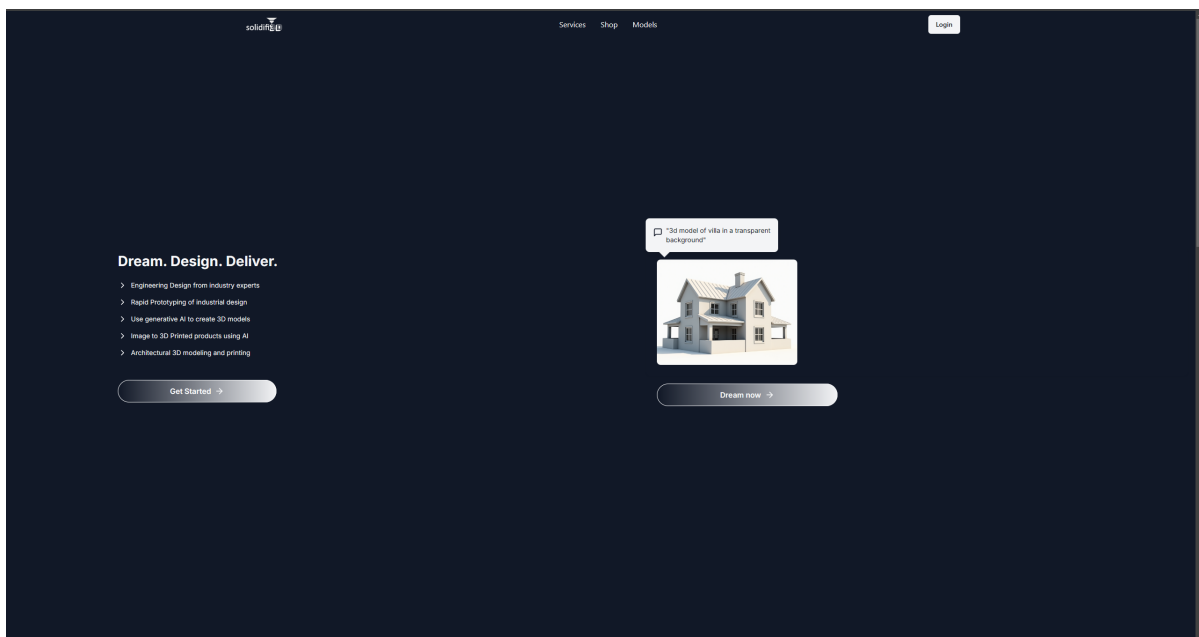 Services Shop Models
Login
"3d model of villa in a transparent
background"
Dream. Design. Deliver.
Engineering Design from industry experts
Rapid Prototyping of industrial design
Use generative AI to create 3D models
Image to 3D Printed products using AI
Architectural 3D modeling and printing
Get Started
Dream now